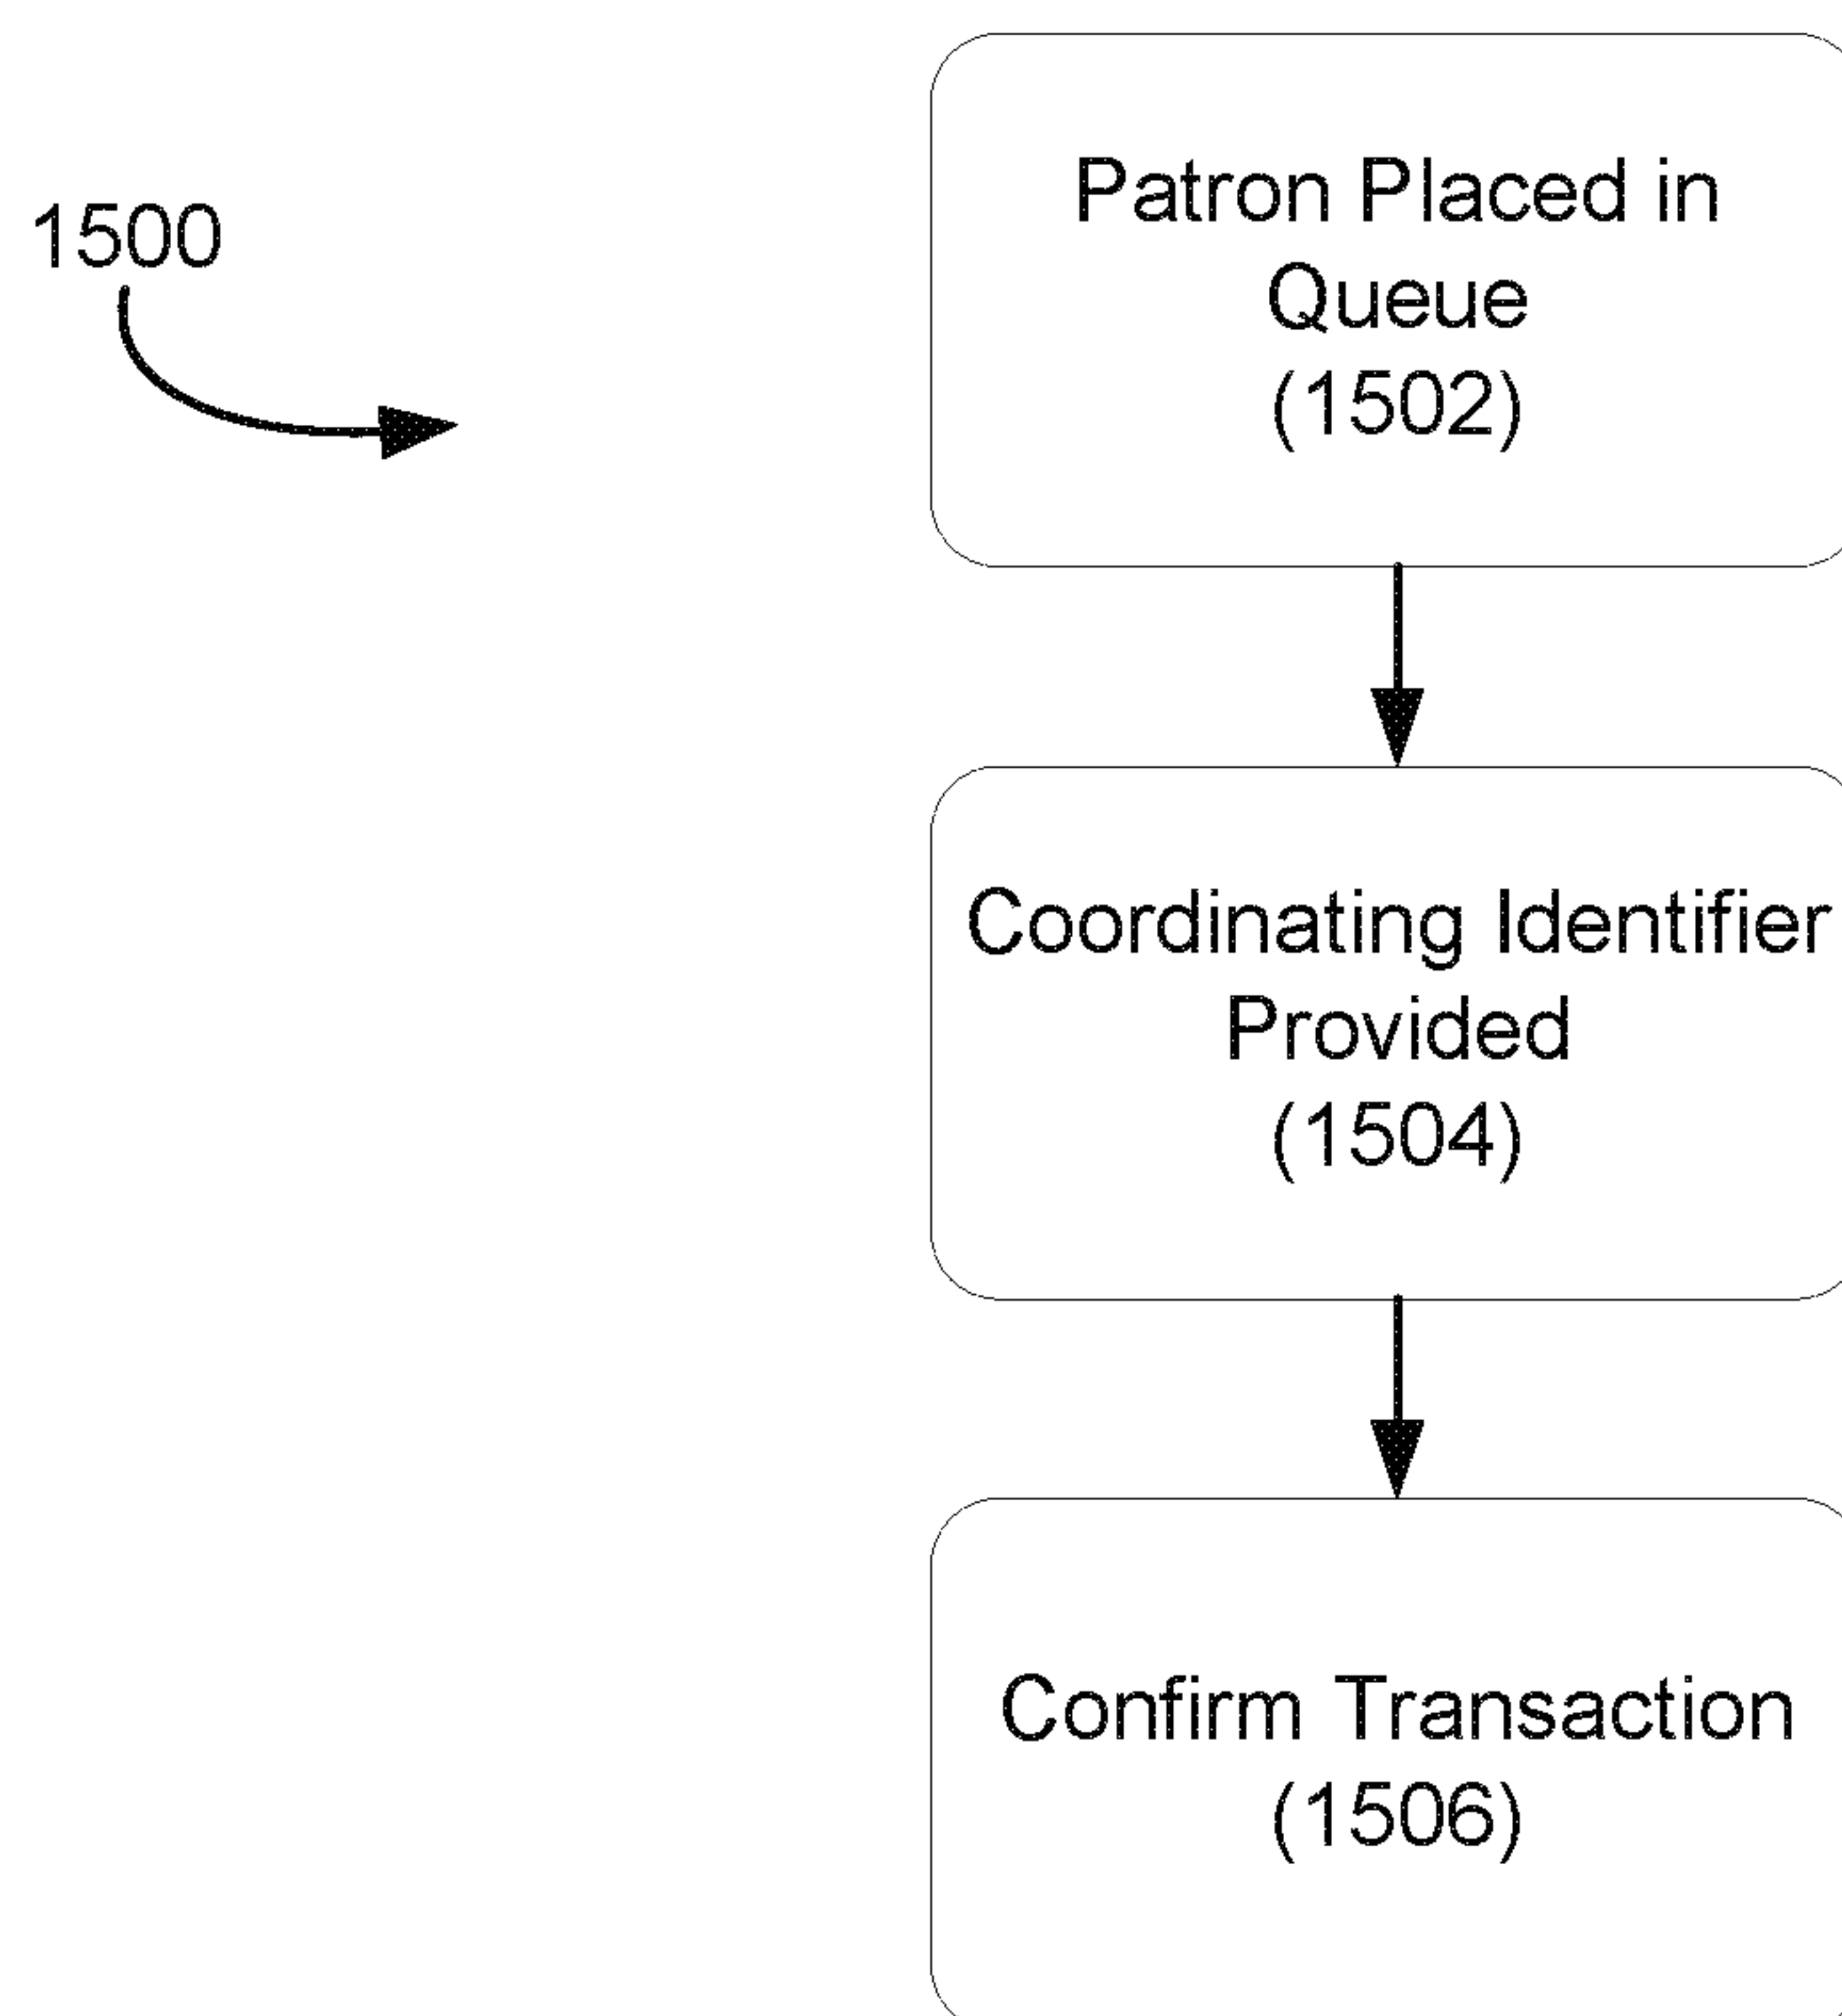 1500
Patron Placed in
Queue
(1502)
Coordinating Identifier
Provided
(1504)
Confirm Transaction
(1506)